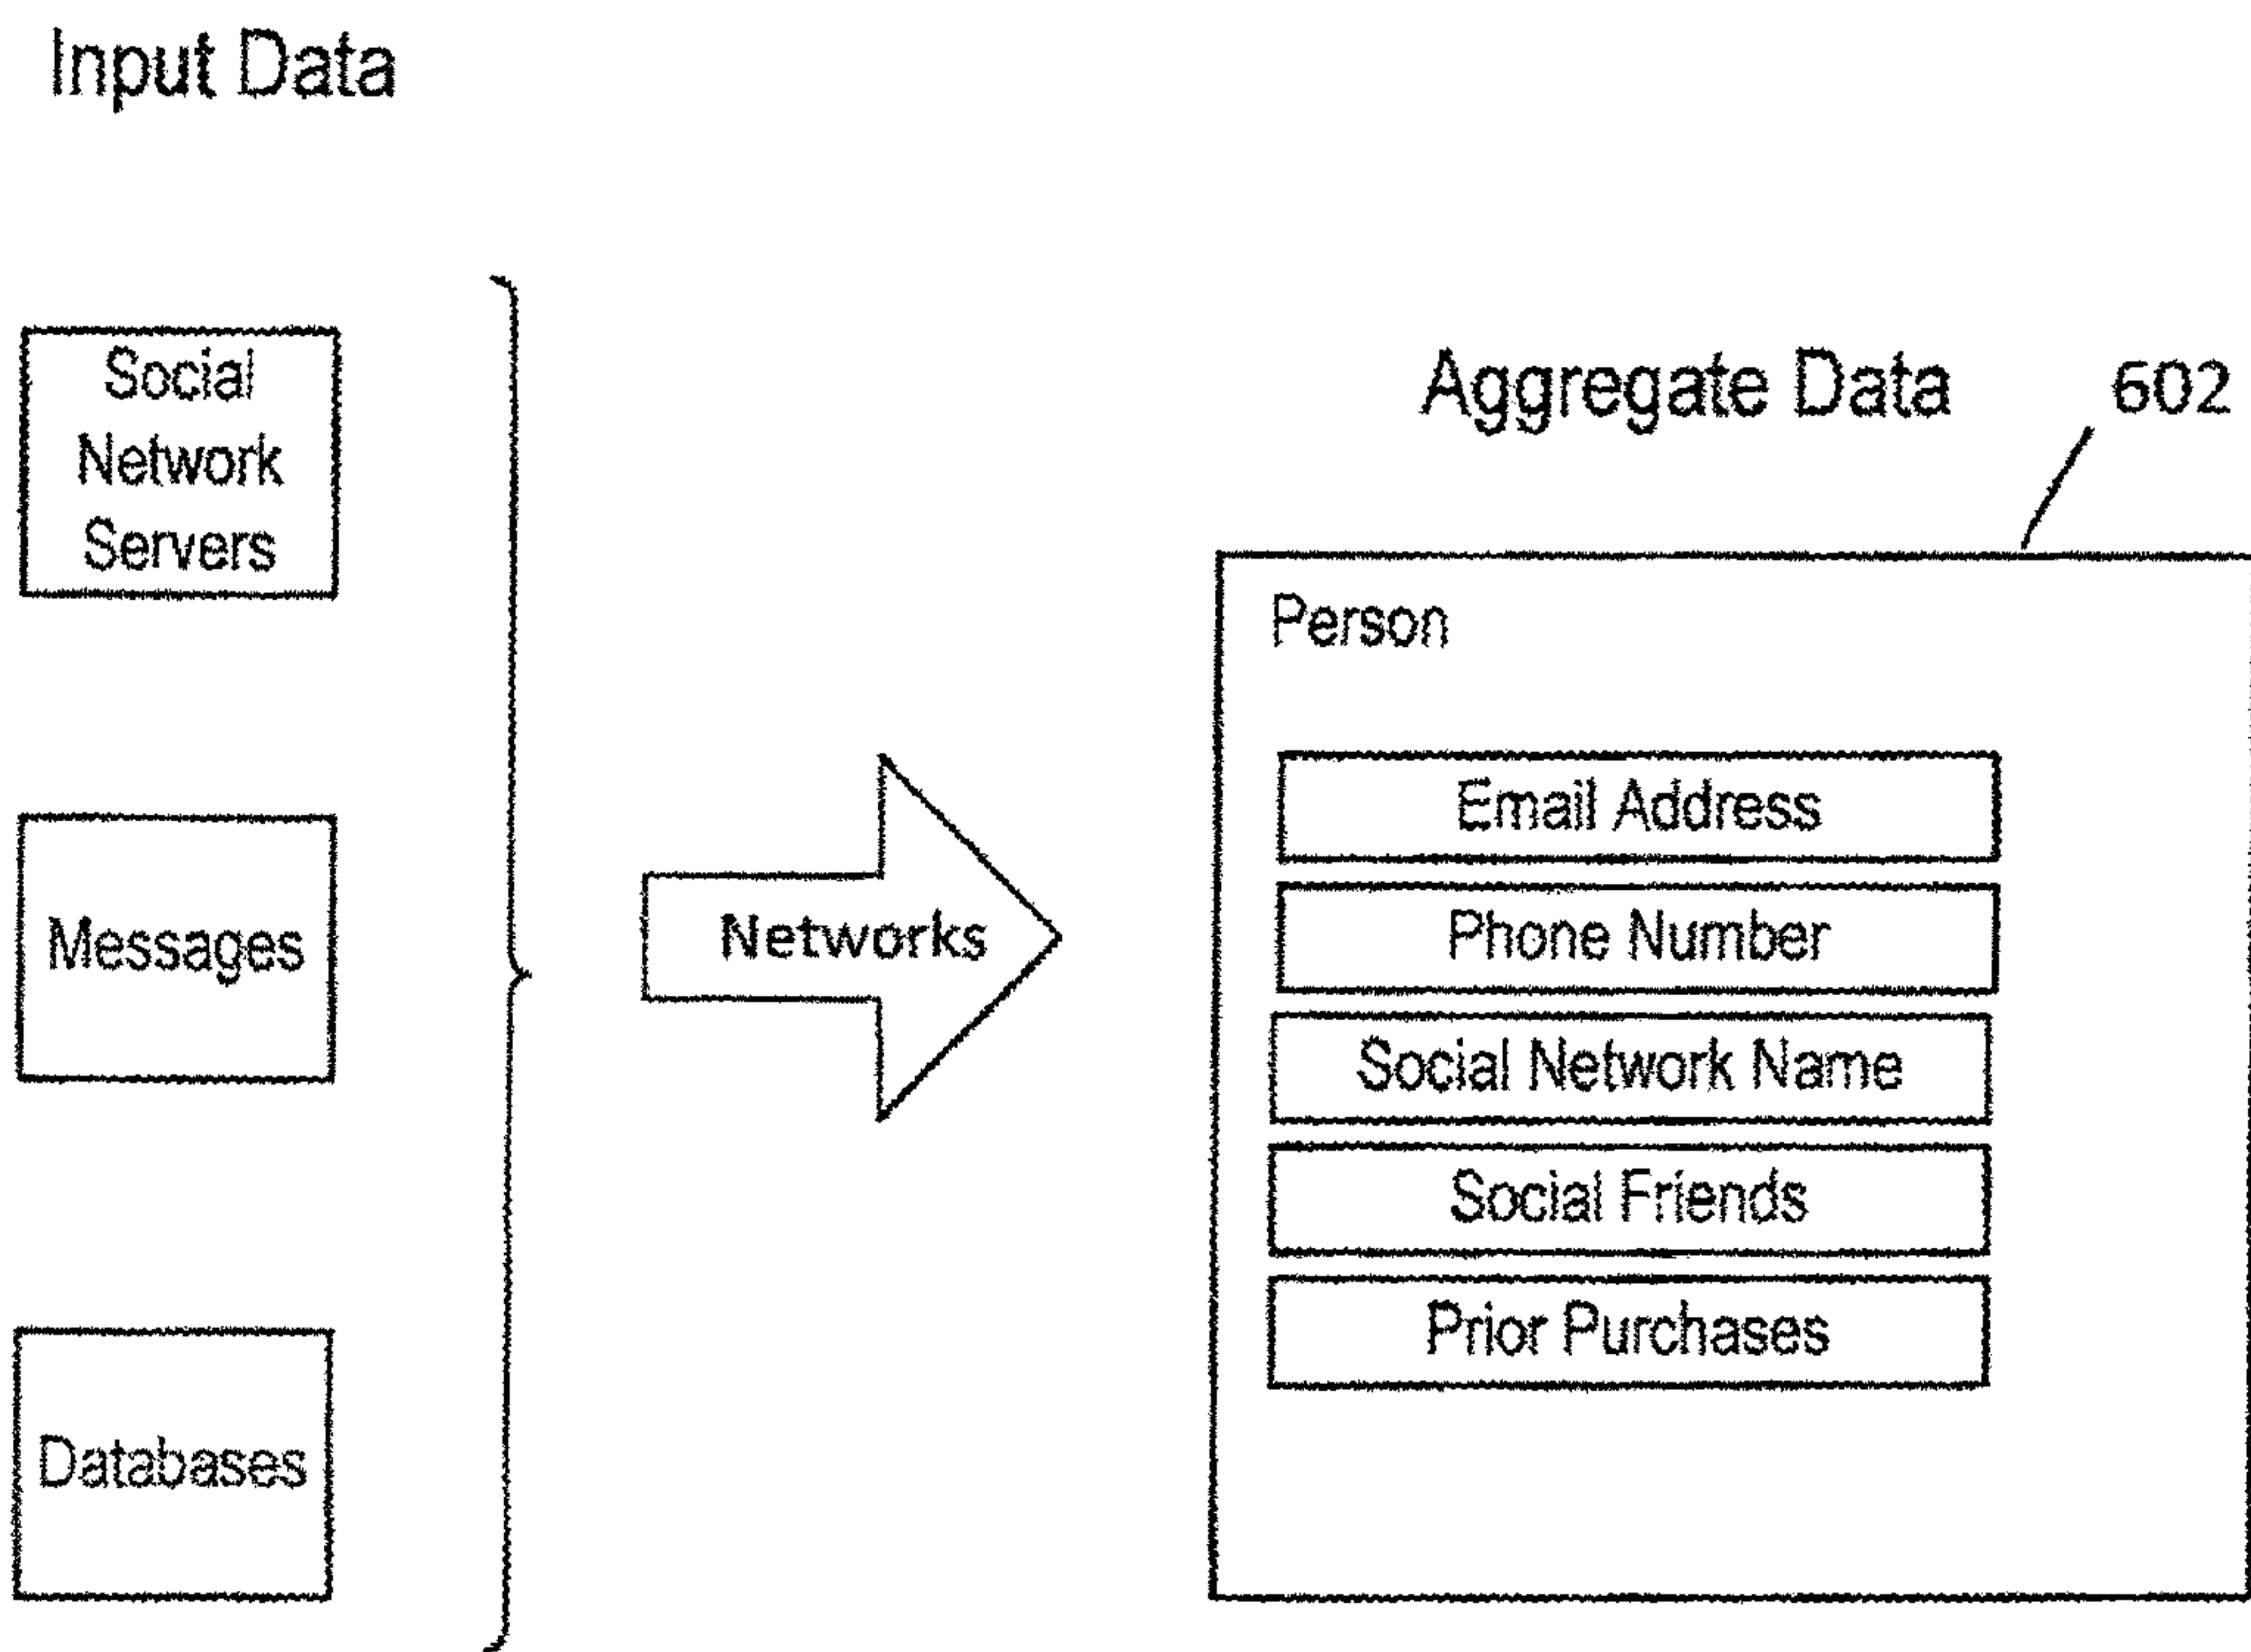 Input Data
Social
Network
Servers
Messages
Databases
Networks
Aggregate Data
602
Person
Email Address
Phone Number
Social Network Name
Social Friends
Prior Purchases